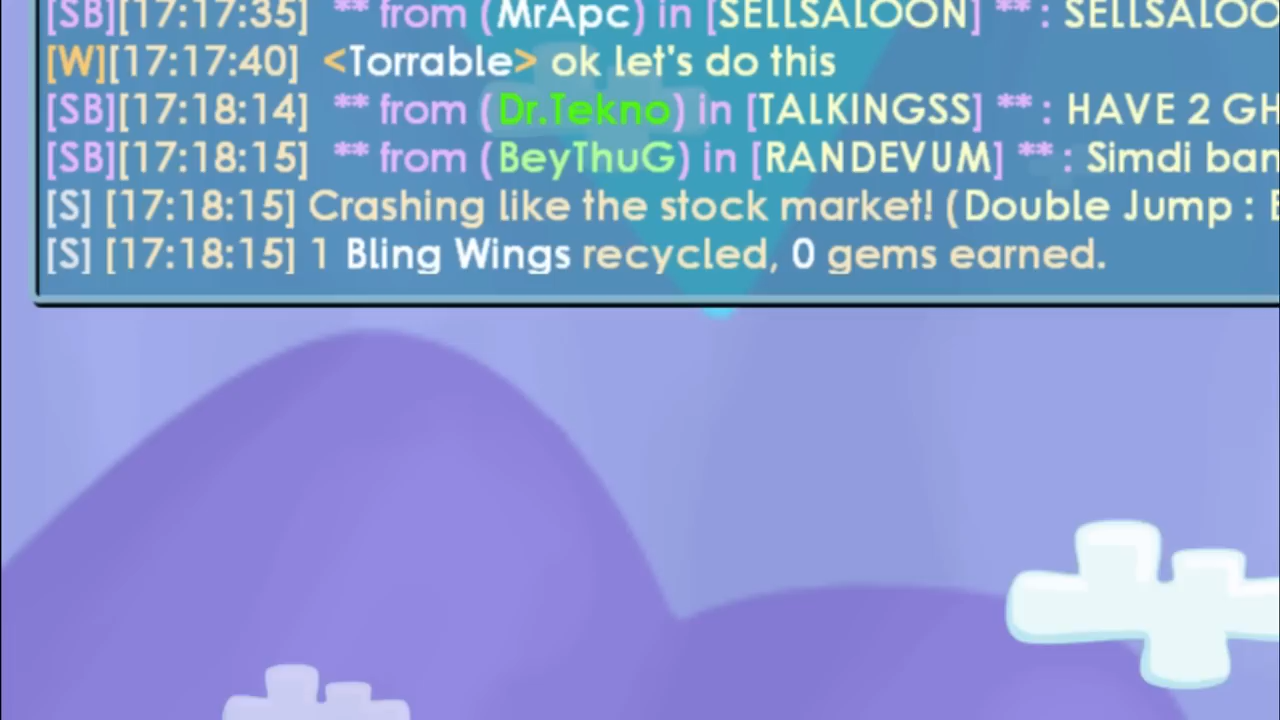 [SB][17:17:35] ** from (MrApc) in [SELLSALOON] ** : SELLSALOO
[W][17:17:40] <Torrable> ok let's do this
[SB][17:18:14] ** from (Dr.Tekno) in [TALKINGSS] ** : HAVE 2 GH
[SB][17:18:15] ** from (BeyThuG) in [RANDEVUM] ** : Simdi ban
[S] [17:18:15] Crashing like the stock market! (Double Jump :
[S] [17:18:15] 1 Bling Wings recycled, 0 gems earned.